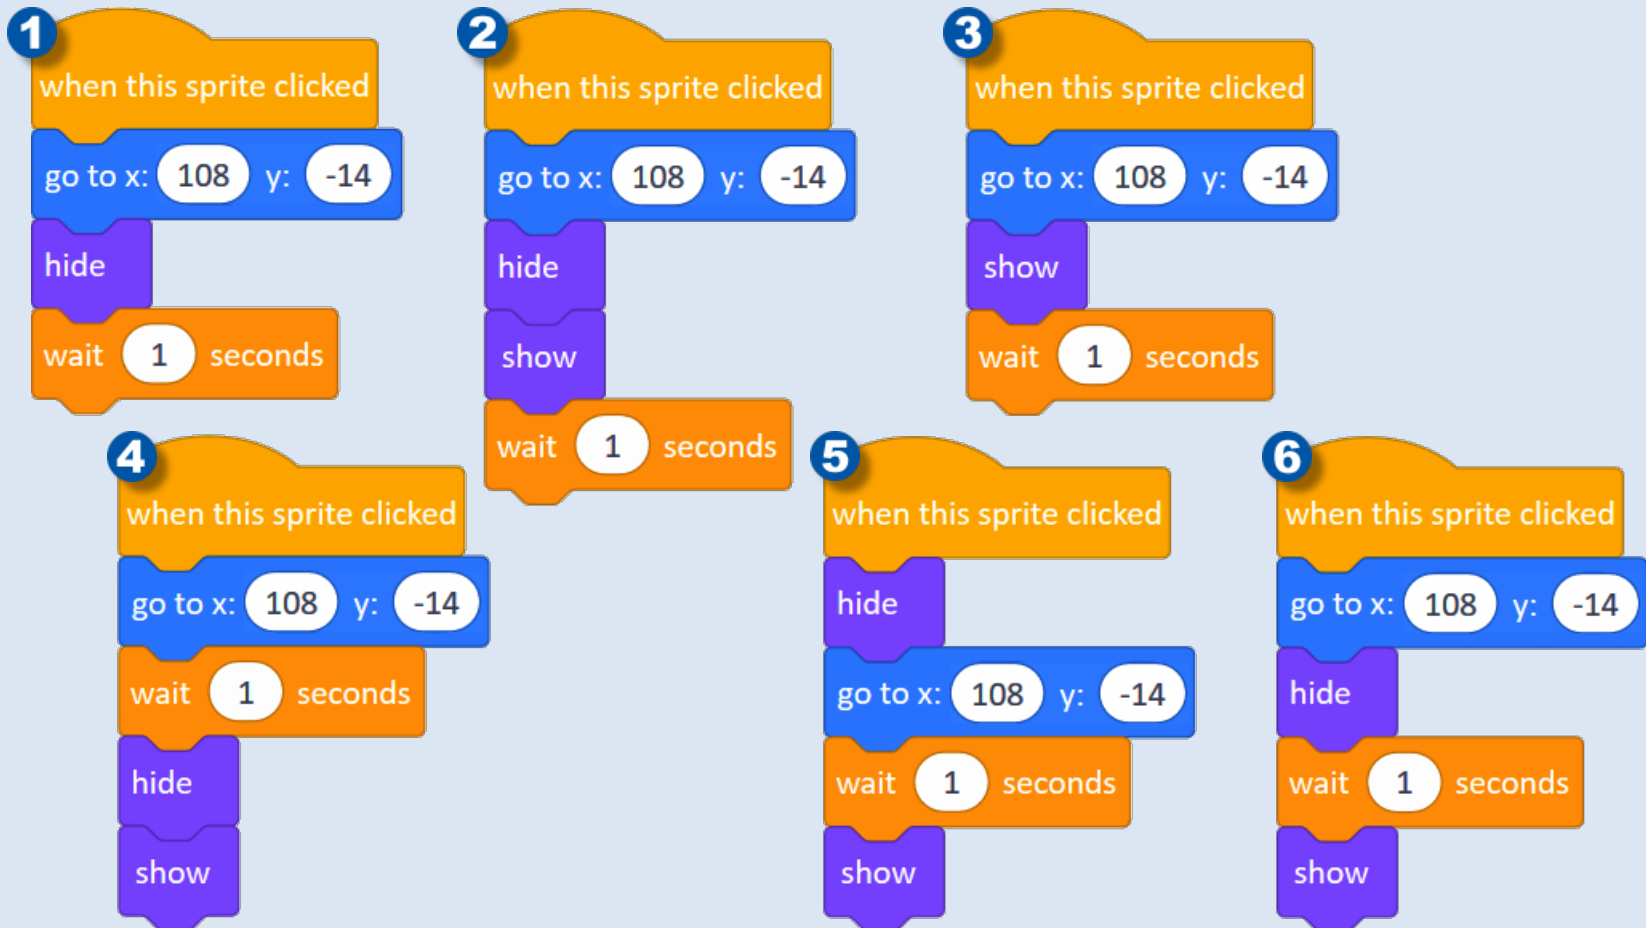 1
when this sprite clicked
go to x: 108 y: -14
hide
wait 1 seconds
2
when this sprite clicked
go to x: 108 y: -14
hide
show
wait 1 seconds
3
when this sprite clicked
go to x: 108 y: -14
show
wait 1 seconds
4
when this sprite clicked
go to x: 108 y: -14
wait 1 seconds
hide
show
5
when this sprite clicked
hide
go to x: 108 y: -14
wait 1 seconds
show
6
when this sprite clicked
go to x: 108 y: -14
hide
wait 1 seconds
show